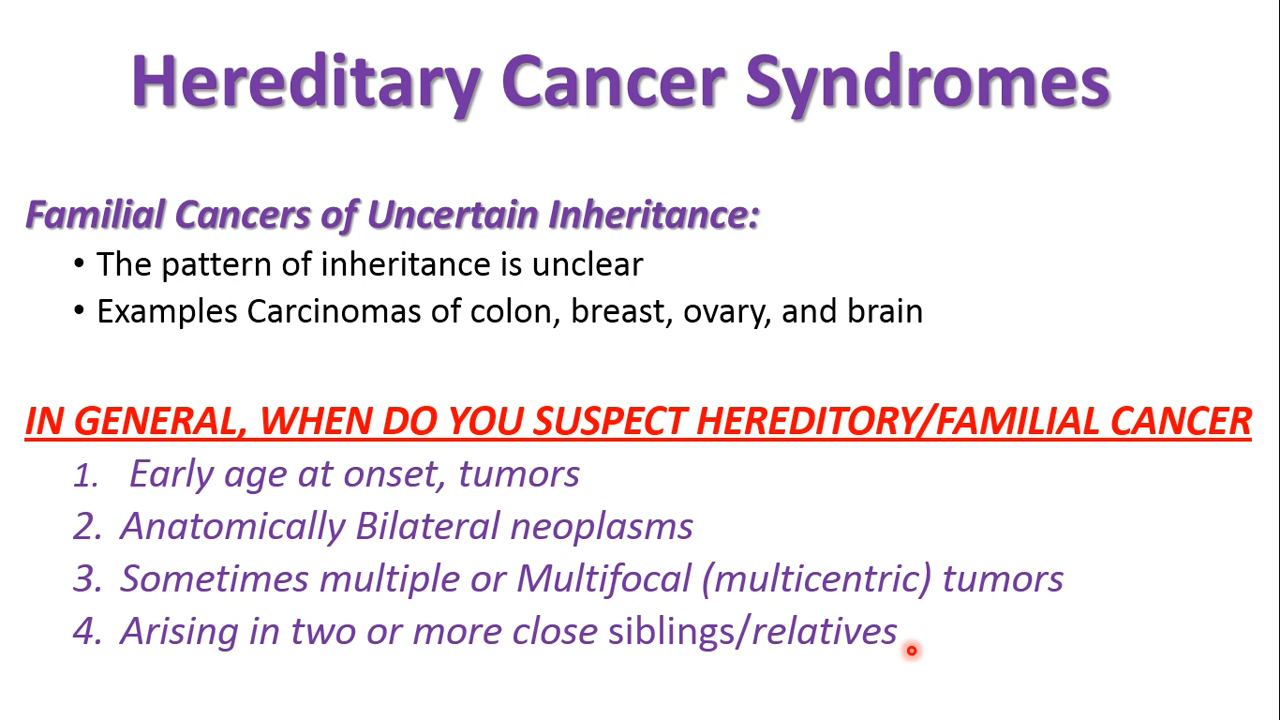 Hereditary Cancer Syndromes
Familial Cancers of Uncertain Inheritance:
• The pattern of inheritance is unclear
• Examples Carcinomas of colon, breast, ovary, and brain
IN GENERAL, WHEN DO YOU SUSPECT HEREDITORY/FAMILIAL CANCER
1. Early age at onset, tumors
2. Anatomically Bilateral neoplasms
3. Sometimes multiple or Multifocal (multicentric) tumors
4. Arising in two or more close siblings/relatives